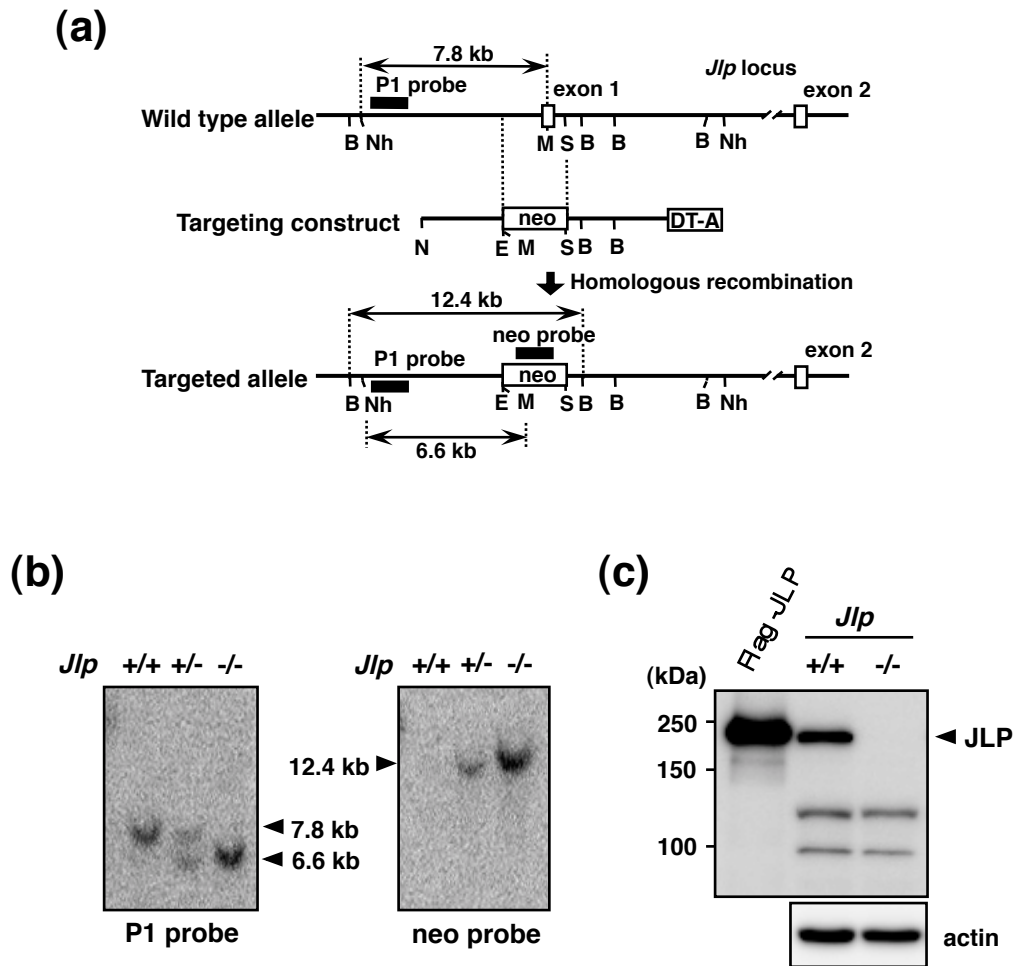 (a)
7.8 kb
P1 probe
exon 1
Jlp locus
exon 2
Wild type allele
B Nh M S B B B Nh
Targeting construct
neo
DT-A
N E M S B B
Homologous recombination
12.4 kb
neo probe
P1 probe
exon 2
Targeted allele
neo
B Nh E M S B B B Nh
6.6 kb
(b)
Jlp +/+ +/- -/-
Jlp +/+ +/- -/-
12.4 kb
7.8 kb
6.6 kb
P1 probe
neo probe
(c)
Flag-JLP
Jlp
+/+ -/-
(kDa)
250
JLP
150
100
actin